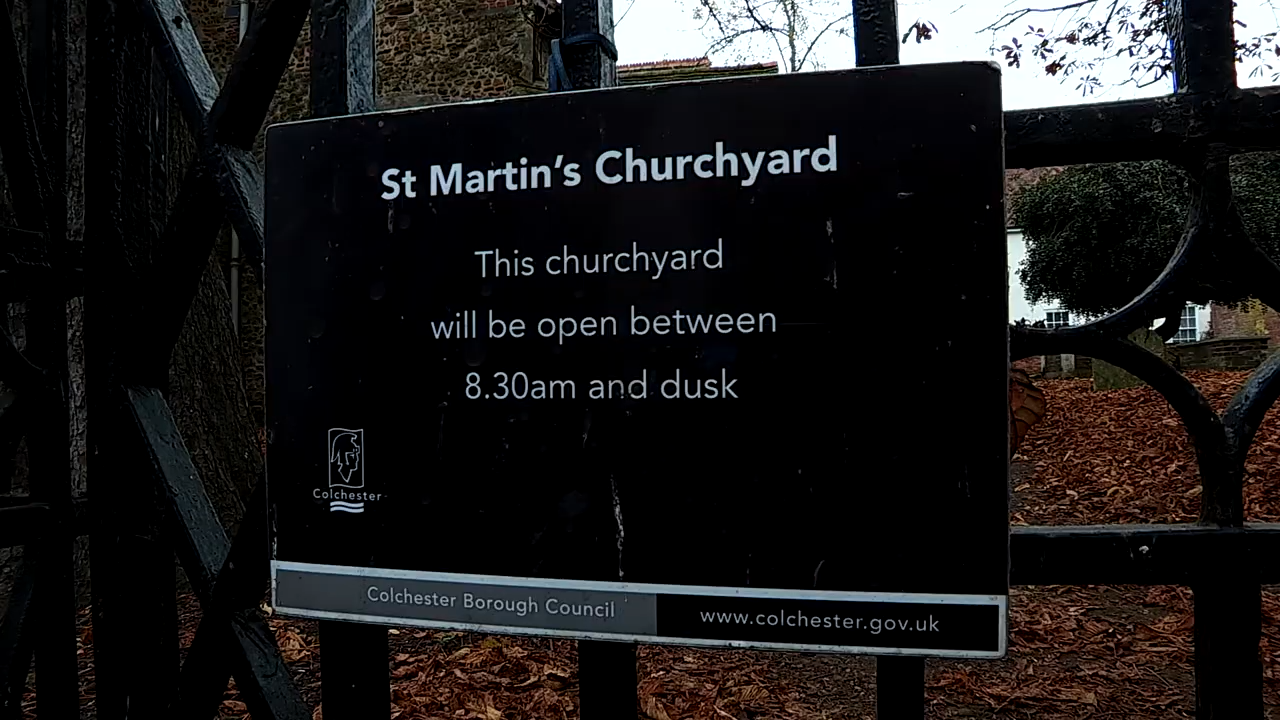 St Martin's Churchyard
This churchyard
will be open between
8.30am and dusk
Colchester
Colchester Borough Council
www.colchester.gov.uk